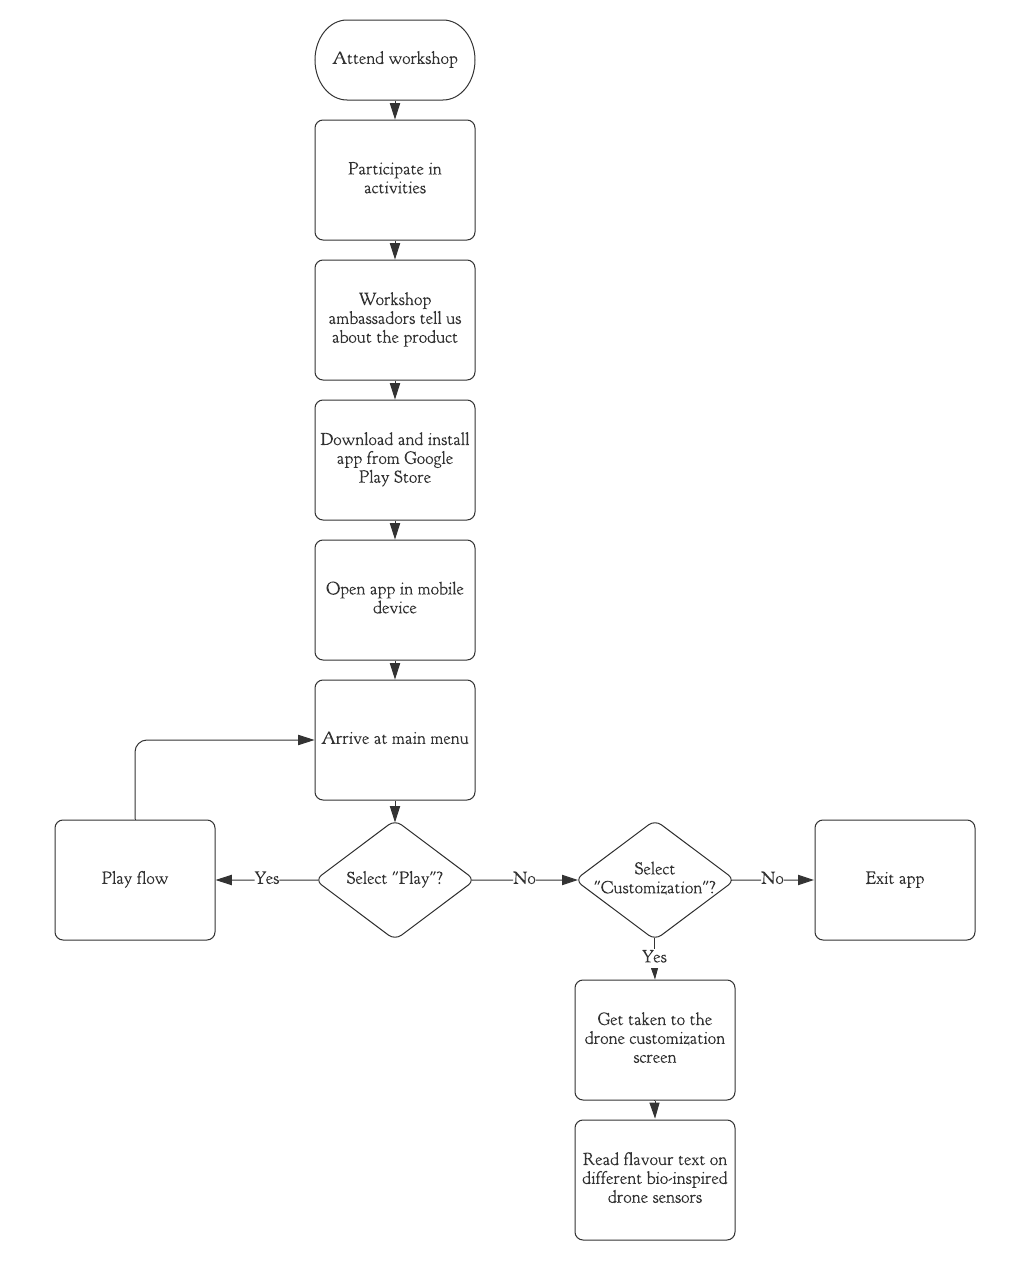 Attend workshop
Participate in
activities
Workshop
ambassadors tell us
about the product
Download and install
app from Google
Play Store
Open app in mobile
device
Arrive at main menu
Play flow
Yes
Select "Play"?
No
Select
"Customization"?
No
Exit app
Yes
Get taken to the
drone customization
screen
Read flavour text on
different bio-inspired
drone sensors